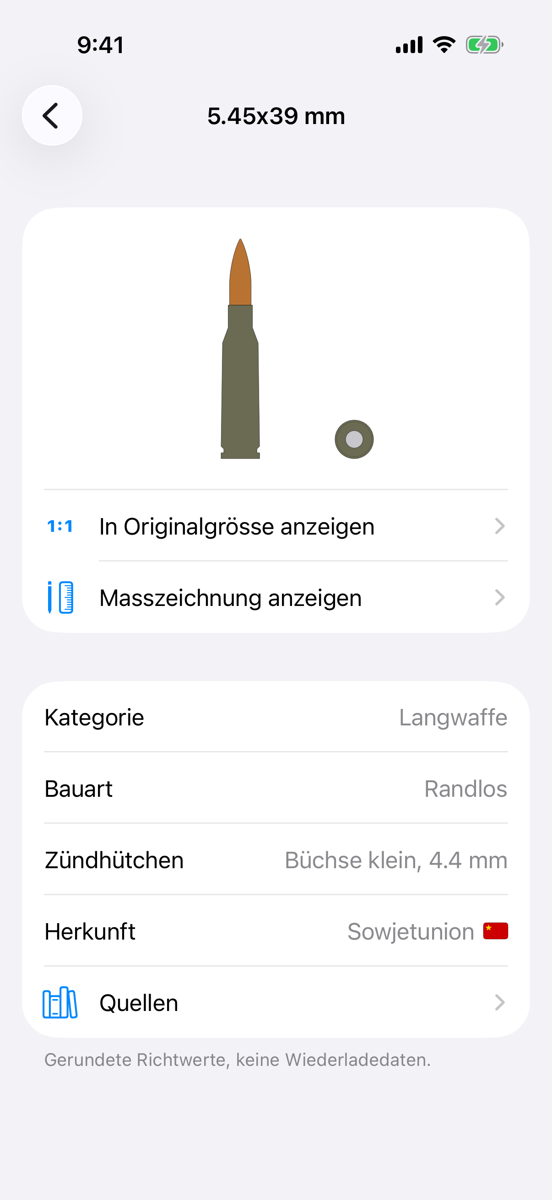 9:41
5.45x39 mm
1:1 In Originalgrösse anzeigen
Masszeichnung anzeigen
Kategorie Langwaffe
Bauart Randlos
Zündhütchen Büchse klein, 4.4 mm
Herkunft Sowjetunion
Quellen
Gerundete Richtwerte, keine Wiederladedaten.